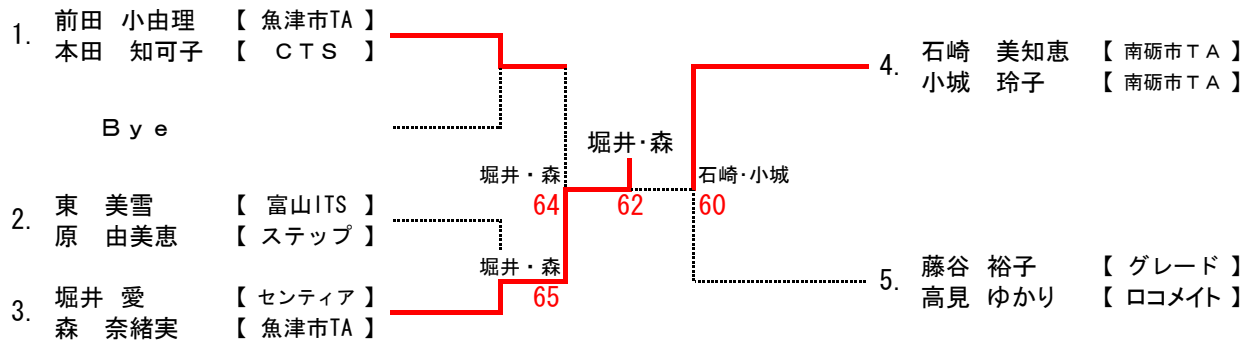 1. 前田 小由理 【 魚津市TA 】
本田 知可子 【 ＣＴＳ 】
Ｂｙｅ
2. 東 美雪 【 富山ITS 】
原 由美恵 【 ステップ 】
3. 堀井 愛 【 センティア 】
森 奈緒実 【 魚津市TA 】
堀井・森
64
堀井・森
65
堀井・森
62
石崎・小城
60
4. 石崎 美知恵 【 南砺市ＴＡ 】
小城 玲子 【 南砺市ＴＡ 】
5. 藤谷 裕子 【 グレード 】
高見 ゆかり 【 ロコメイト 】